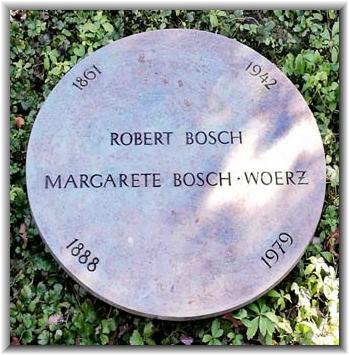 1861 1942
ROBERT BOSCH
MARGARETE BOSCH · WOERZ
1888 1979